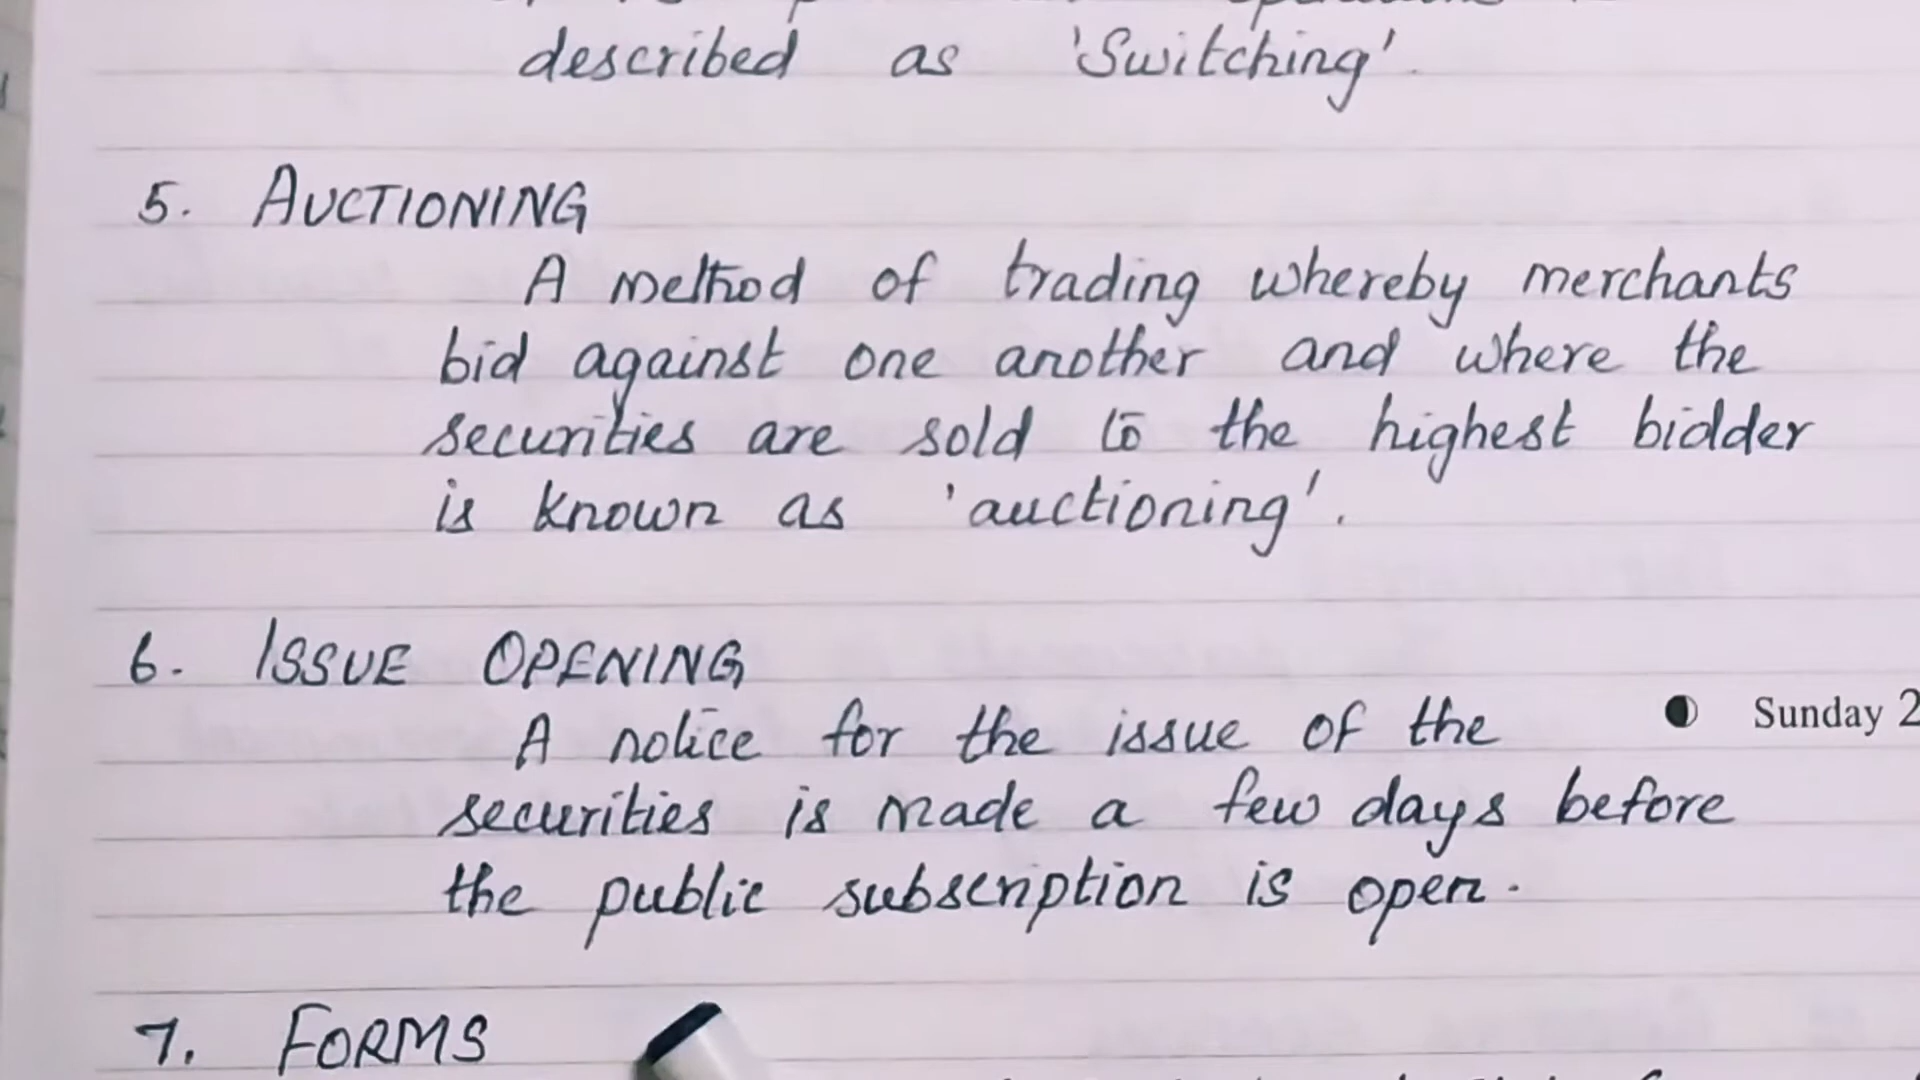 described as 'Switching'.
5. AUCTIONING
A method of trading whereby merchants
bid against one another and where the
securities are sold to the highest bidder
is known as 'auctioning'.
6. ISSUE OPENING
A notice for the issue of the
Sunday 2
securities is made a few days before
the public subscription is open.
7. FORMS